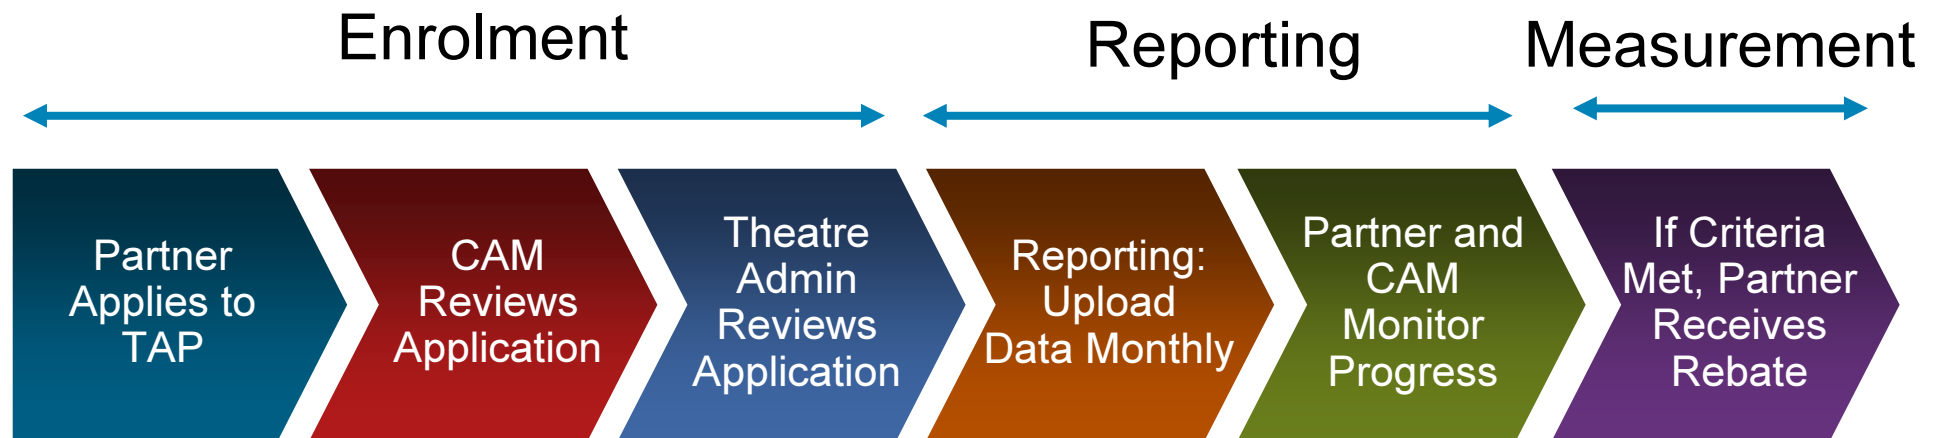 Enrolment
Reporting
Measurement
Partner
Applies to
TAP
CAM
Reviews
Application
Theatre
Admin
Reviews
Application
Reporting:
Upload
Data Monthly
Partner and
CAM
Monitor
Progress
If Criteria
Met, Partner
Receives
Rebate